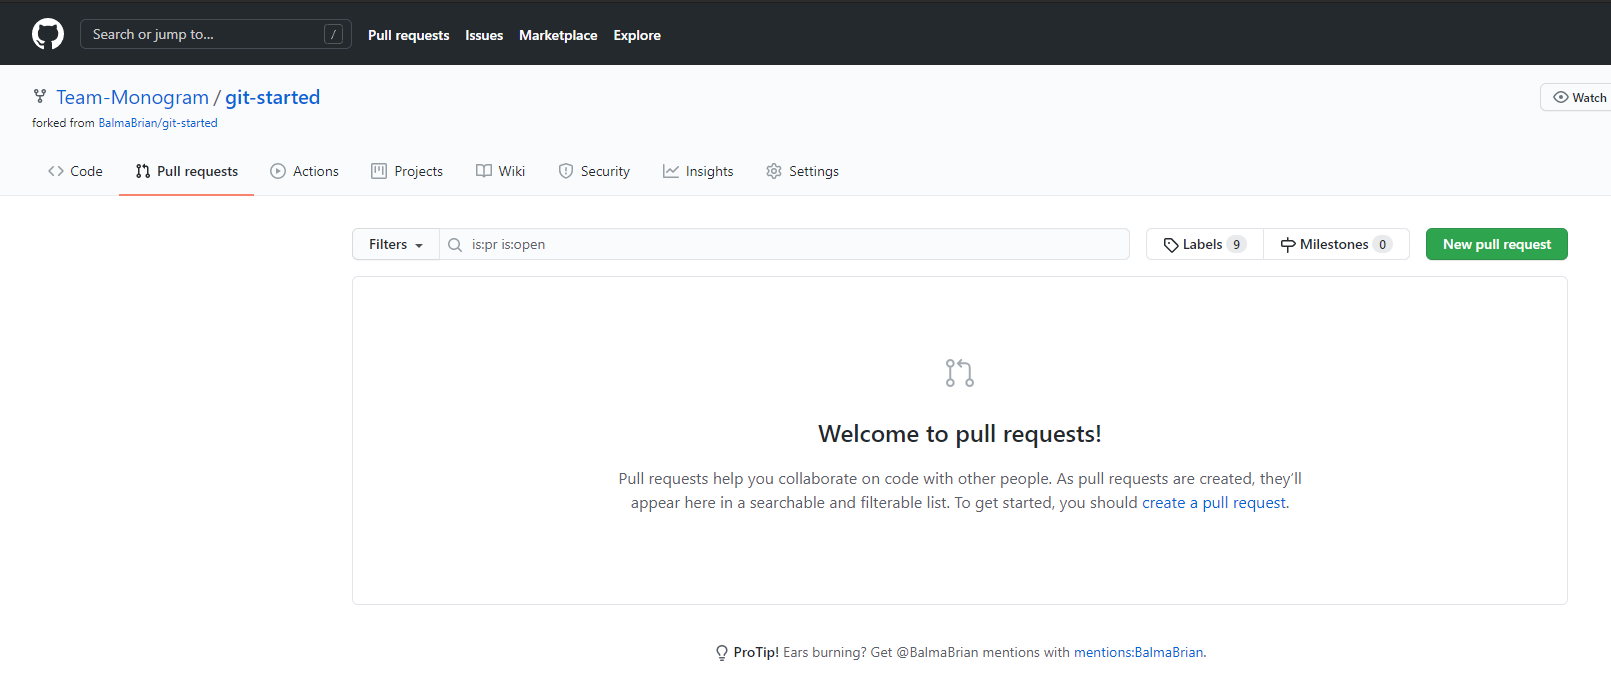 Search or jump to... / Pull requests Issues Marketplace Explore
Team-Monogram / git-started
Watch
forked from BalmaBrian/git-started
Code Pull requests Actions Projects Wiki Security Insights Settings
Filters is:pr is:open Labels 9 Milestones 0 New pull request
Welcome to pull requests!
Pull requests help you collaborate on code with other people. As pull requests are created, they’ll
appear here in a searchable and filterable list. To get started, you should create a pull request.
ProTip! Ears burning? Get @BalmaBrian mentions with mentions:BalmaBrian.